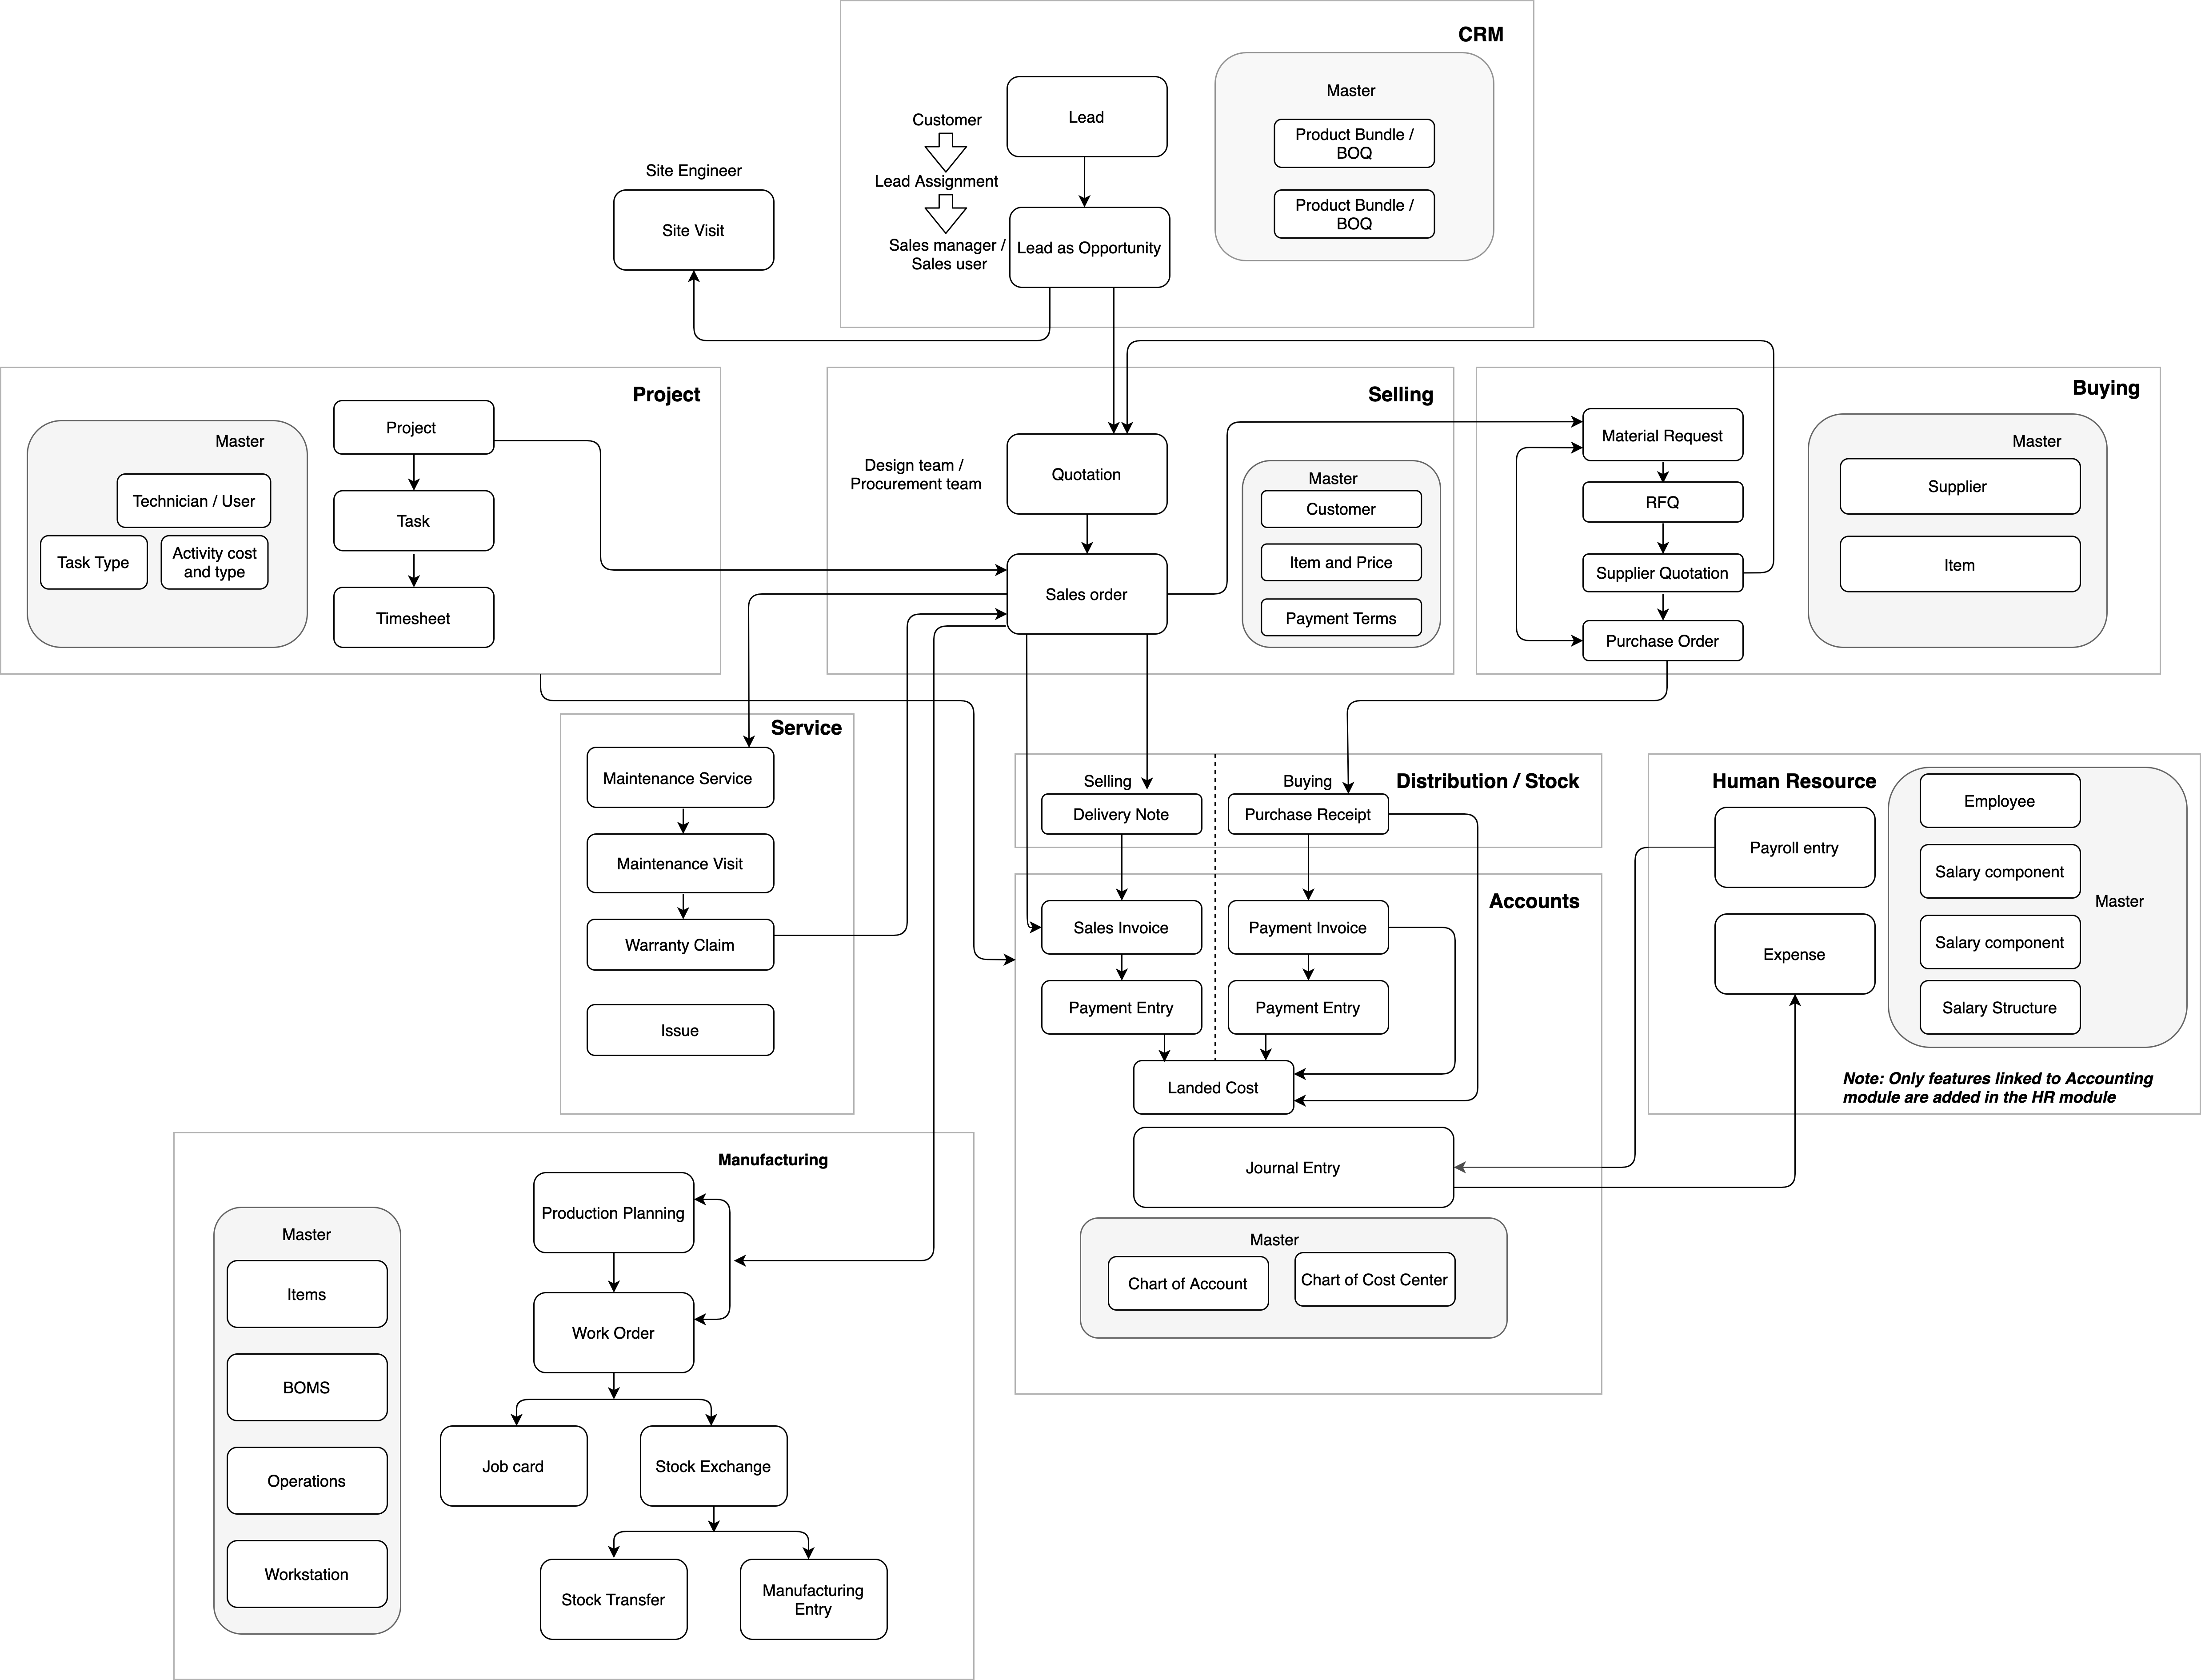 CRM
Master
Product Bundle /
BOQ
Product Bundle /
BOQ
Lead
Customer
Lead Assignment
Sales manager /
Sales user
Lead as Opportunity
Site Engineer
Site Visit
Project
Master
Technician / User
Task Type
Activity cost
and type
Project
Task
Timesheet
Selling
Design team /
Procurement team
Quotation
Sales order
Master
Customer
Item and Price
Payment Terms
Buying
Material Request
RFQ
Supplier Quotation
Purchase Order
Master
Supplier
Item
Service
Maintenance Service
Maintenance Visit
Warranty Claim
Issue
Selling
Buying
Distribution / Stock
Delivery Note
Purchase Receipt
Accounts
Sales Invoice
Payment Invoice
Payment Entry
Payment Entry
Landed Cost
Journal Entry
Master
Chart of Account
Chart of Cost Center
Human Resource
Payroll entry
Expense
Employee
Salary component
Master
Salary component
Salary Structure
Note: Only features linked to Accounting
module are added in the HR module
Manufacturing
Master
Items
BOMS
Operations
Workstation
Production Planning
Work Order
Job card
Stock Exchange
Stock Transfer
Manufacturing
Entry